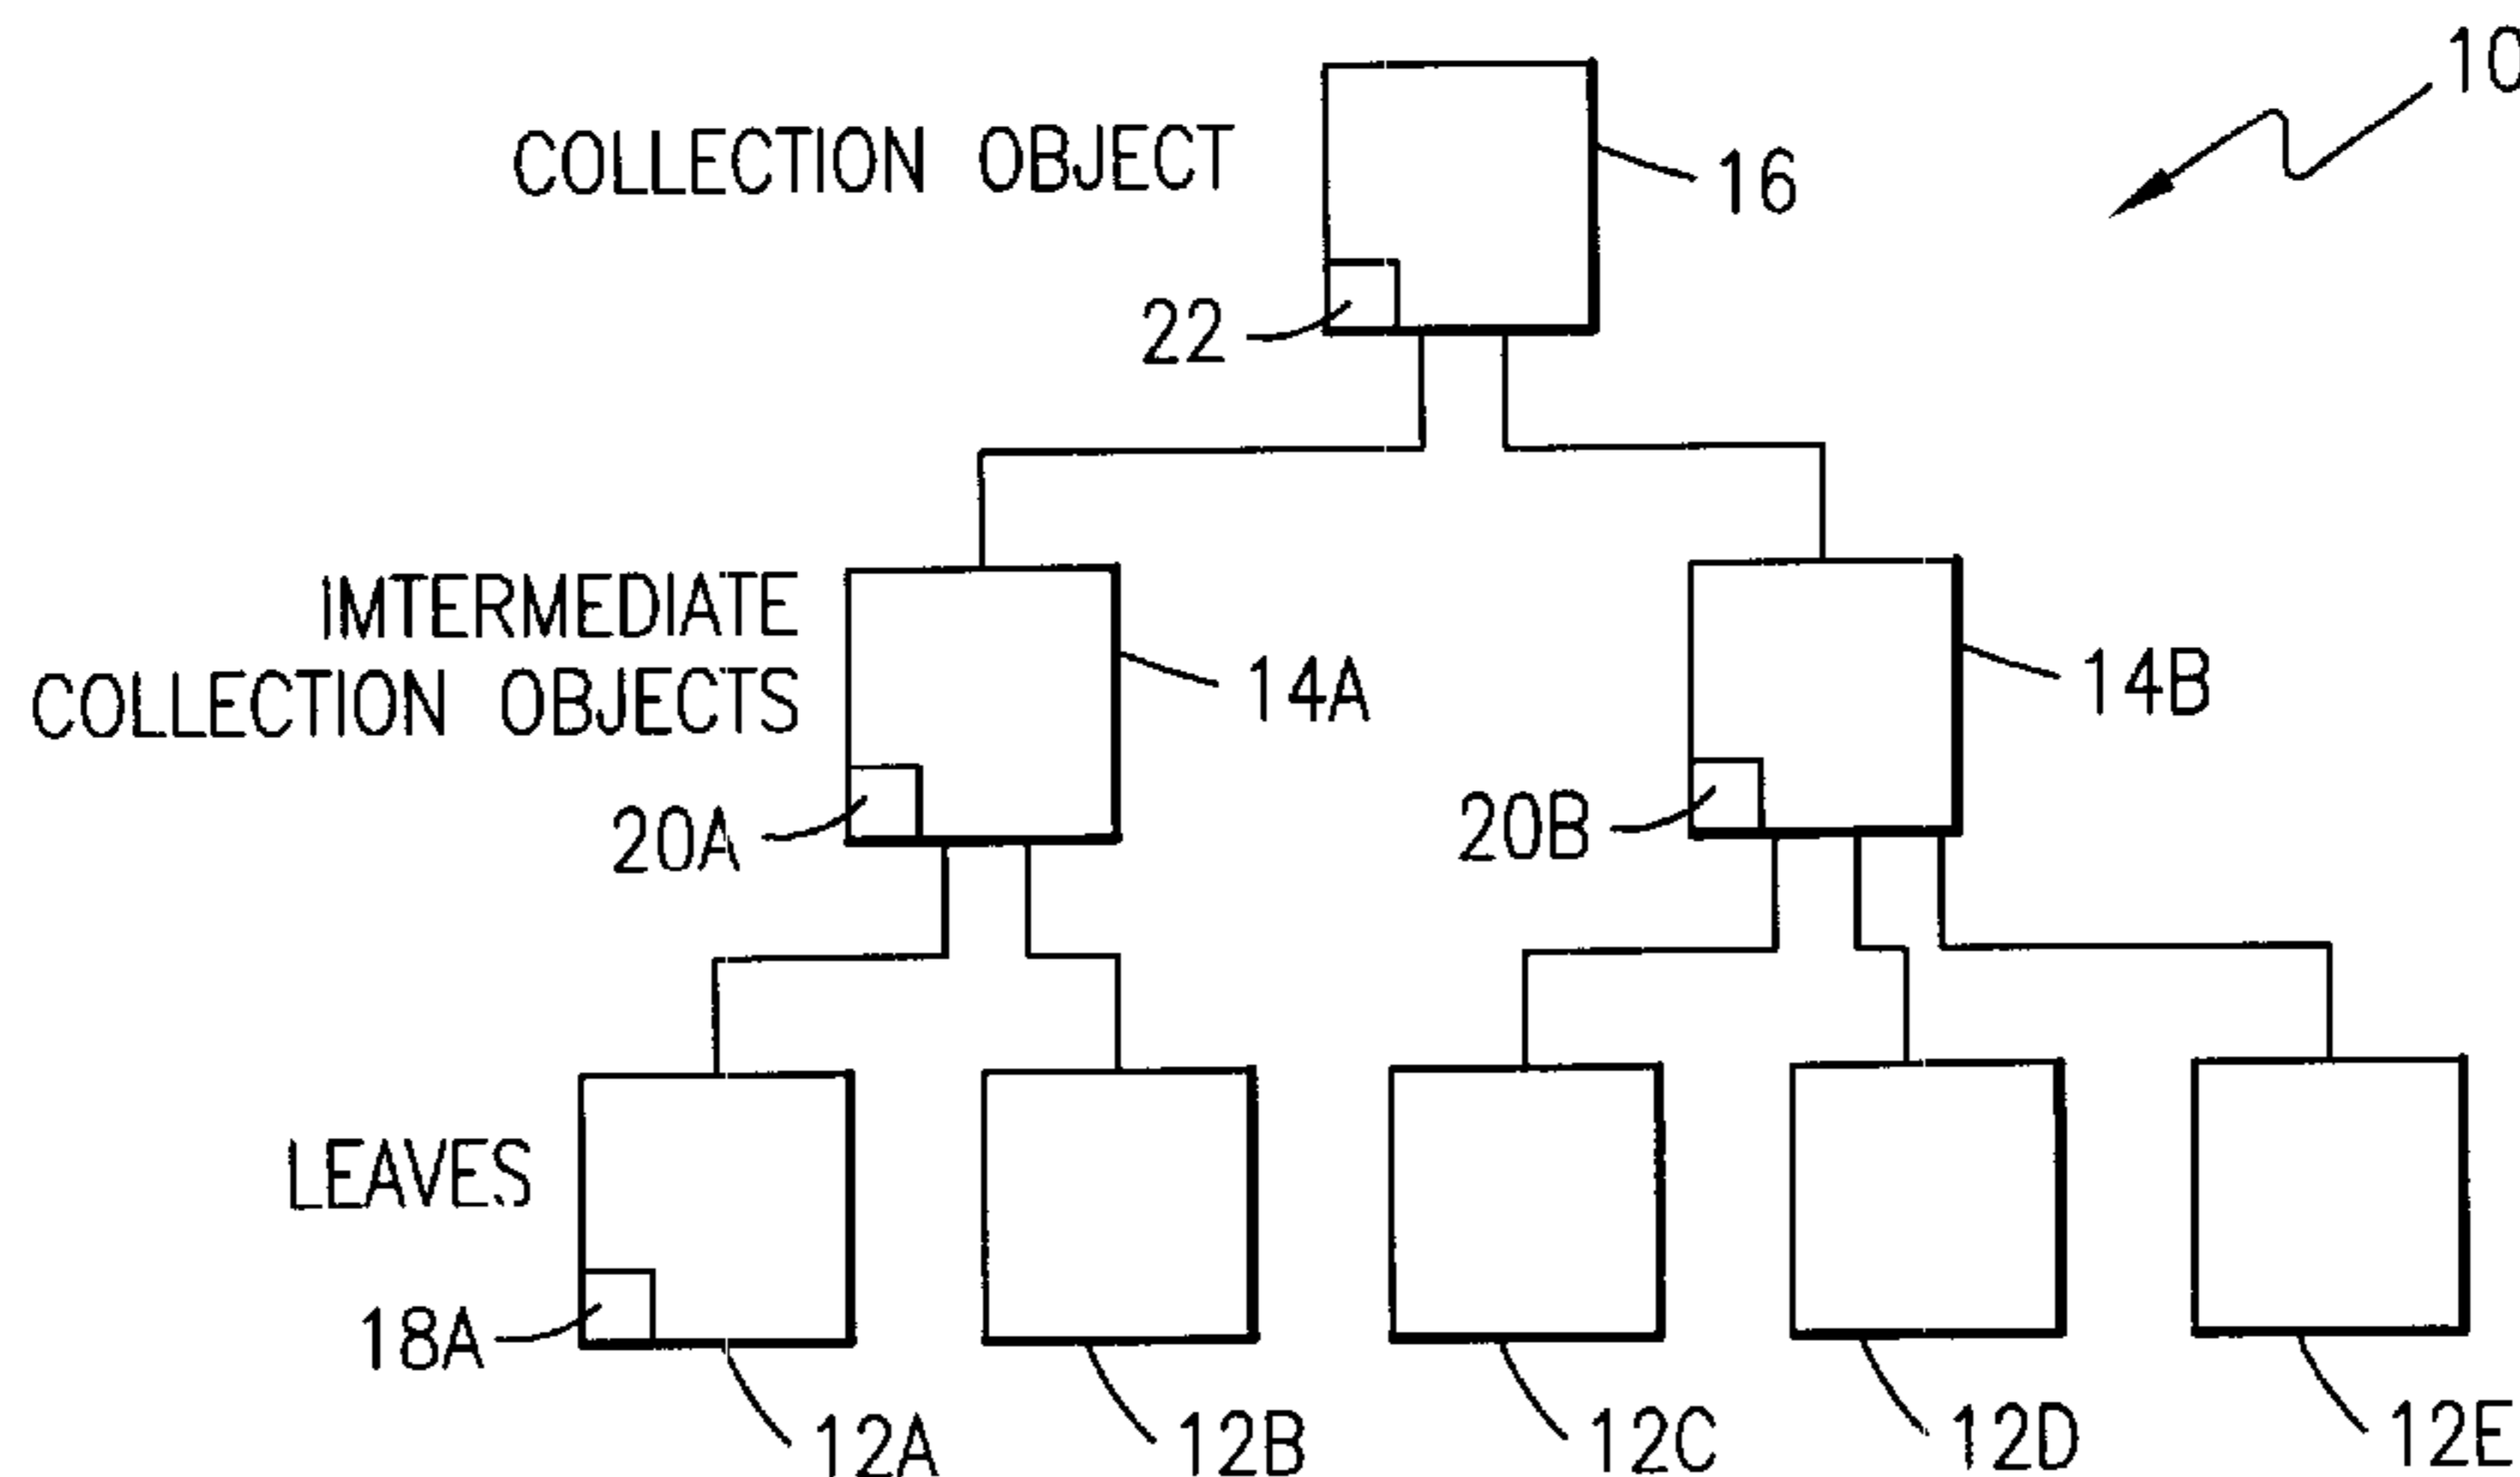 10
COLLECTION OBJECT
16
22
IMTERMEDIATE
COLLECTION OBJECTS
14A
14B
20A
20B
LEAVES
18A
12A
12B
12C
12D
12E